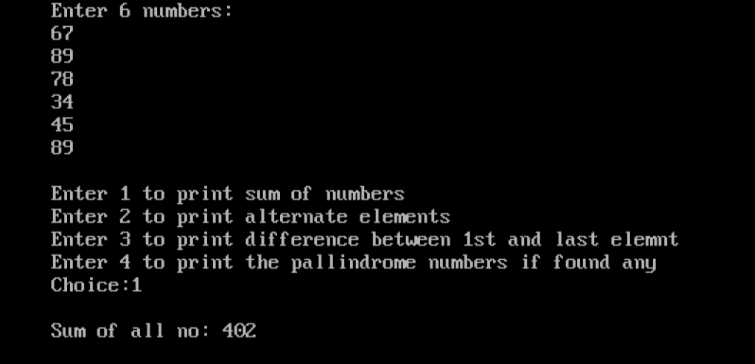 Enter 6 numbers:
67
89
78
34
45
89
Enter 1 to print sum of numbers
Enter 2 to print alternate elements
Enter 3 to print difference between 1st and last elemnt
Enter 4 to print the pallindrome numbers if found any
Choice:1
Sum of all no: 402